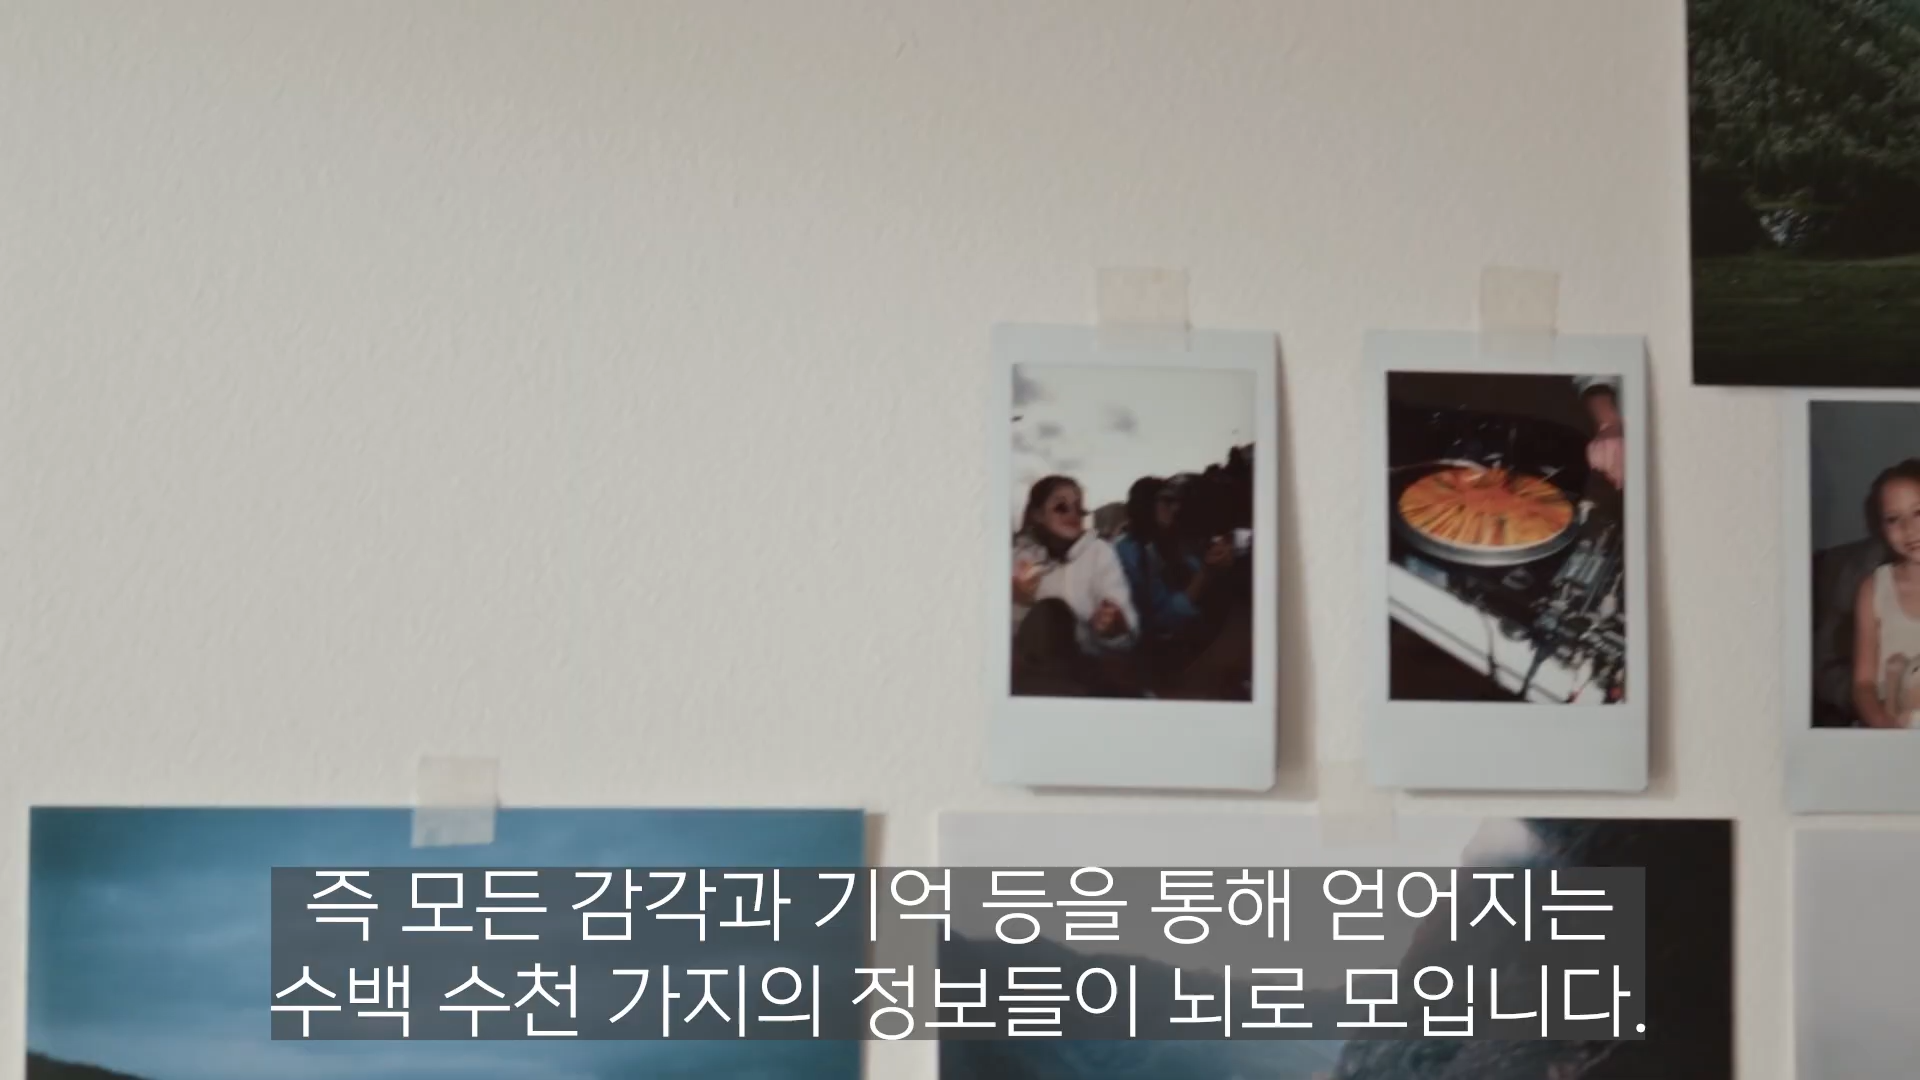 즉 모든 감각과 기억 등을 통해 얻어지는
수백 수천 가지의 정보들이 뇌로 모입니다.